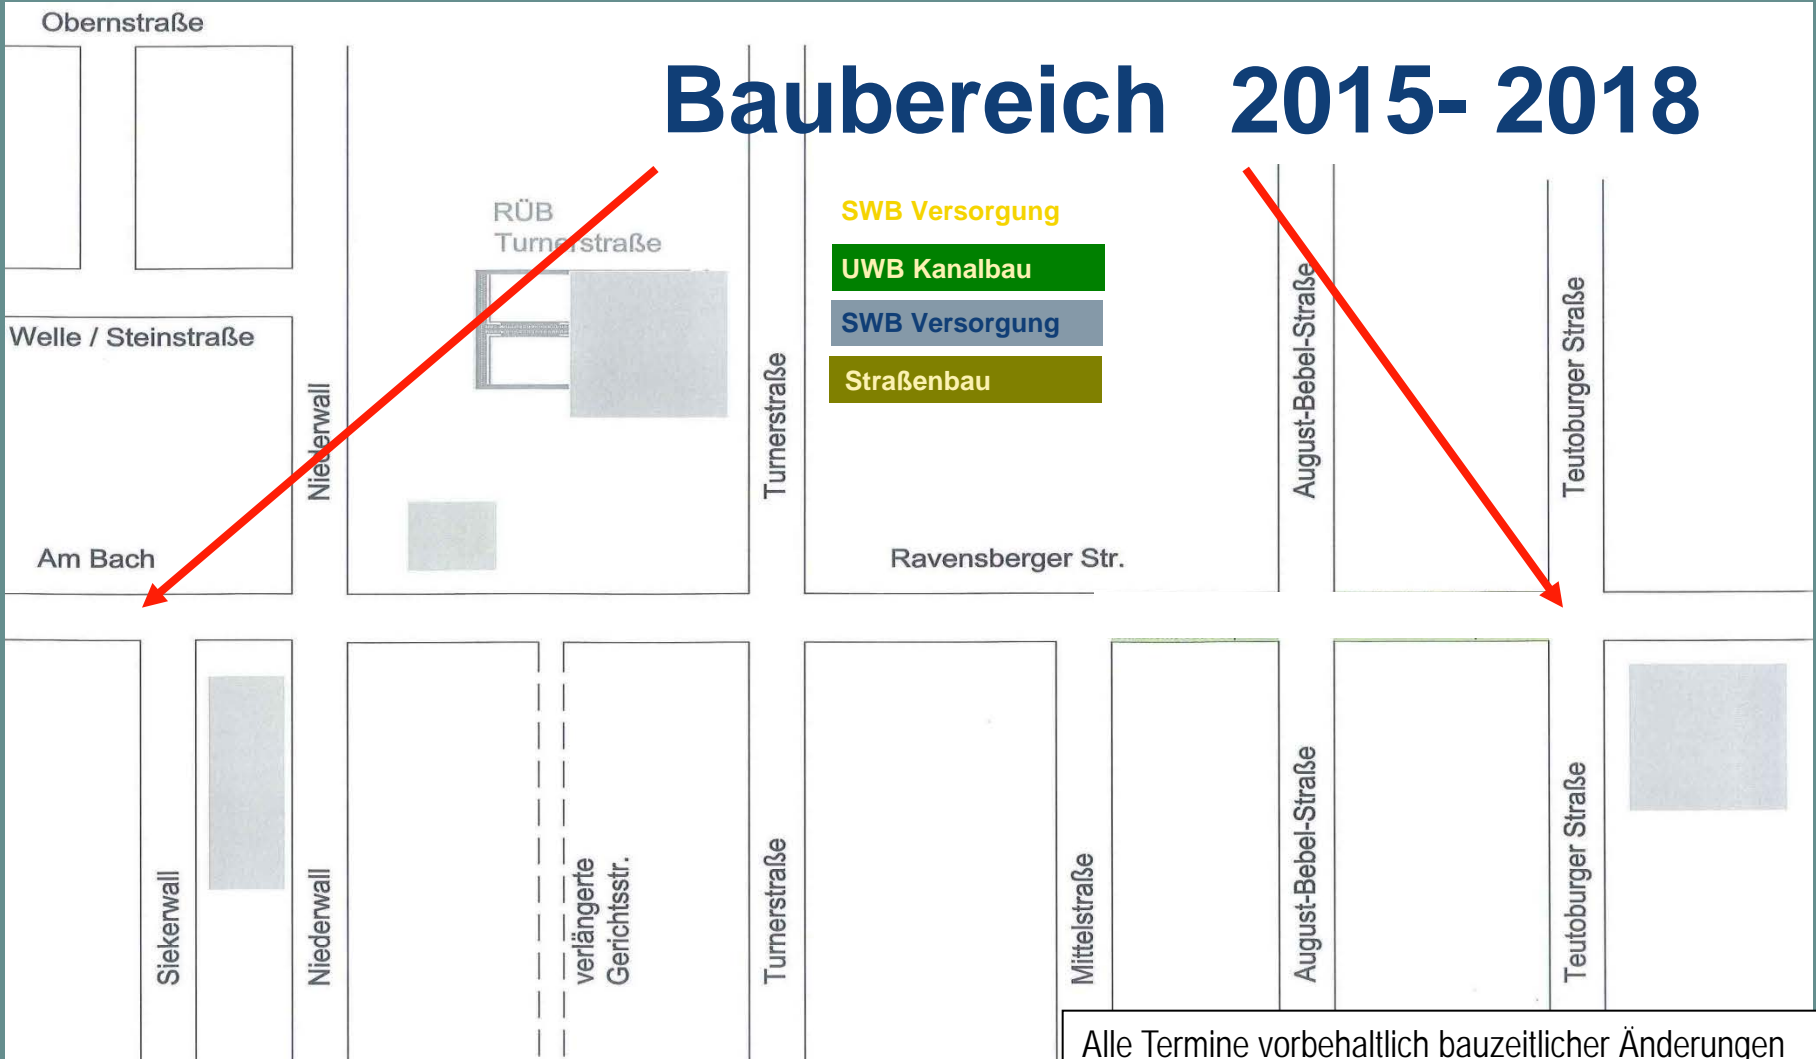 Obernstraße
Baubereich 2015- 2018
RÜB
Turnerstraße
SWB Versorgung
UWB Kanalbau
SWB Versorgung
Straßenbau
Welle / Steinstraße
Niederwall
Turnerstraße
August-Bebel-Straße
Teutoburger Straße
Am Bach
Ravensberger Str.
Siekerwall
Niederwall
verlängerte
Gerichtsstr.
Turnerstraße
Mittelstraße
August-Bebel-Straße
Teutoburger Straße
Alle Termine vorbehaltlich bauzeitlicher Änderungen